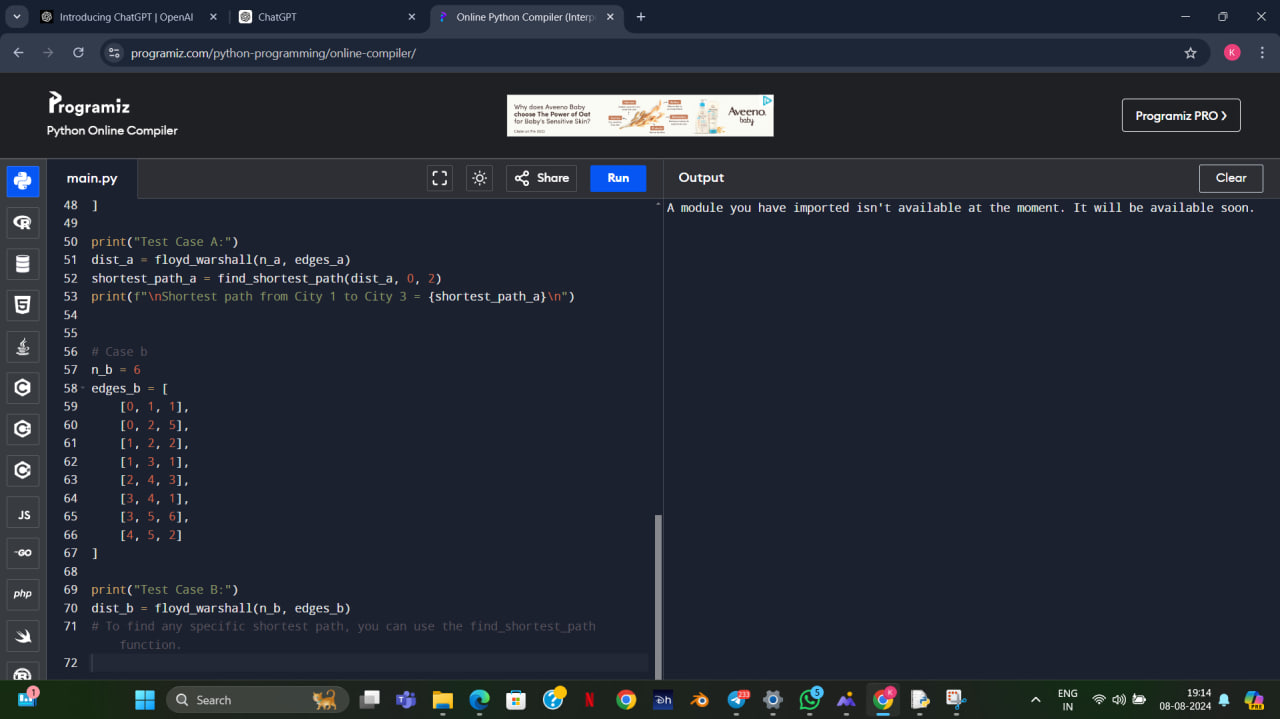 Introducing ChatGPT | OpenAI
ChatGPT
Online Python Compiler (Interp
programiz.com/python-programming/online-compiler/
K
Programiz
Python Online Compiler
Why does Aveeno Baby
choose The Power of Oat
for Baby's Sensitive Skin?
Aveeno
baby
Programiz PRO
main.py
Share
Run
Output
Clear
A module you have imported isn't available at the moment. It will be available soon.
48 ]
49
50 print("Test Case A:")
51 dist_a = floyd_warshall(n_a, edges_a)
52 shortest_path_a = find_shortest_path(dist_a, 0, 2)
53 print(f"\nShortest path from City 1 to City 3 = {shortest_path_a}\n")
54
55
56 # Case b
57 n_b = 6
58 edges_b = [
59 [0, 1, 1],
60 [0, 2, 5],
61 [1, 2, 2],
62 [1, 3, 1],
63 [2, 4, 3],
64 [3, 4, 1],
65 [3, 5, 6],
66 [4, 5, 2]
67 ]
68
69 print("Test Case B:")
70 dist_b = floyd_warshall(n_b, edges_b)
71 # To find any specific shortest path, you can use the find_shortest_path
function.
72
JS
GO
php
1
Search
233
5
K
ENG
IN
19:14
08-08-2024
PRE